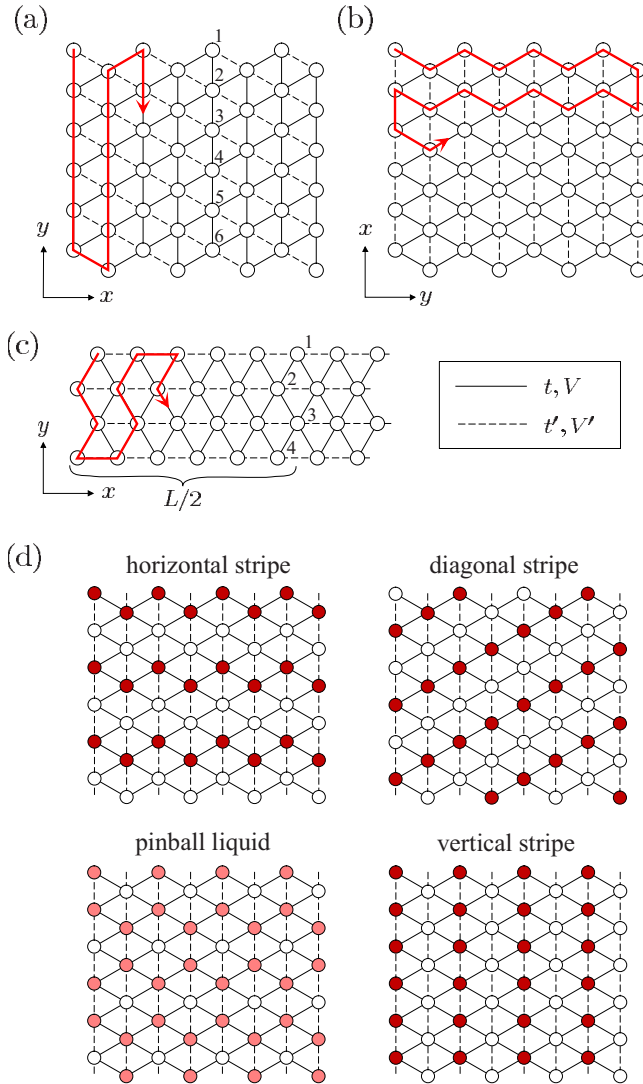 (a)
1
2
3
4
5
6
y
x
(b)
x
y
(c)
1
2
3
4
y
x
L/2
t, V
t′, V′
(d)
horizontal stripe
diagonal stripe
pinball liquid
vertical stripe